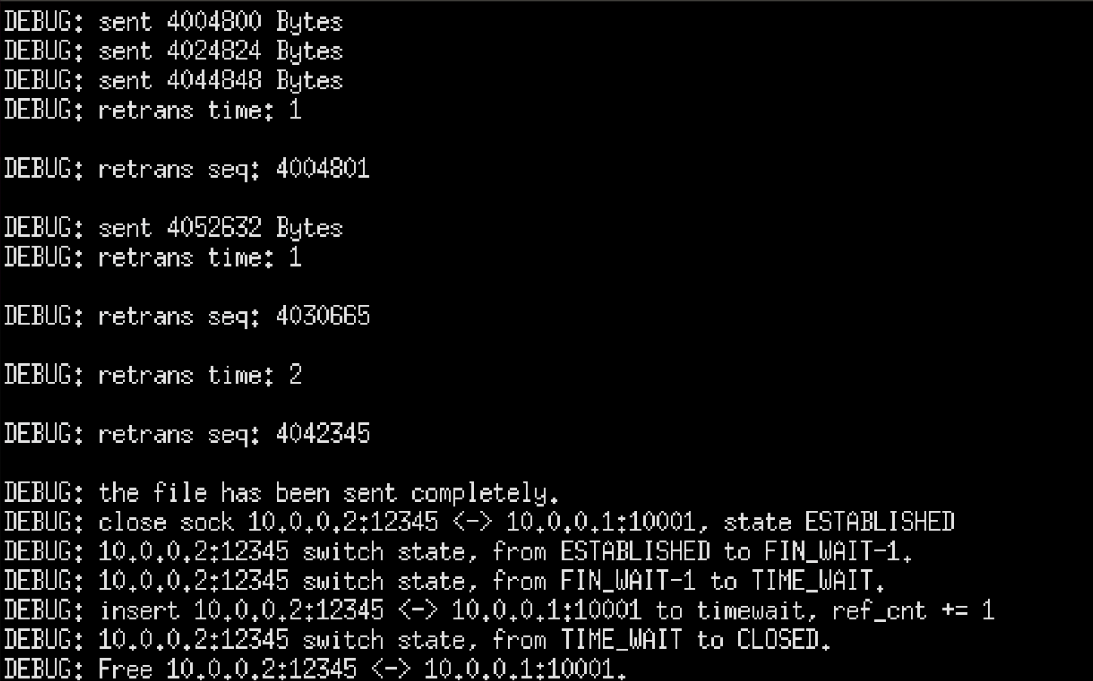 DEBUG: sent 4004800 Bytes
DEBUG: sent 4024824 Bytes
DEBUG: sent 4044848 Bytes
DEBUG: retrans time: 1
DEBUG: retrans seq: 4004801
DEBUG: sent 4052632 Bytes
DEBUG: retrans time: 1
DEBUG: retrans seq: 4030665
DEBUG: retrans time: 2
DEBUG: retrans seq: 4042345
DEBUG: the file has been sent completely.
DEBUG: close sock 10.0.0.2:12345 <-> 10.0.0.1:10001, state ESTABLISHED
DEBUG: 10.0.0.2:12345 switch state, from ESTABLISHED to FIN_WAIT-1.
DEBUG: 10.0.0.2:12345 switch state, from FIN_WAIT-1 to TIME_WAIT.
DEBUG: insert 10.0.0.2:12345 <-> 10.0.0.1:10001 to timewait, ref_cnt += 1
DEBUG: 10.0.0.2:12345 switch state, from TIME_WAIT to CLOSED.
DEBUG: Free 10.0.0.2:12345 <-> 10.0.0.1:10001.